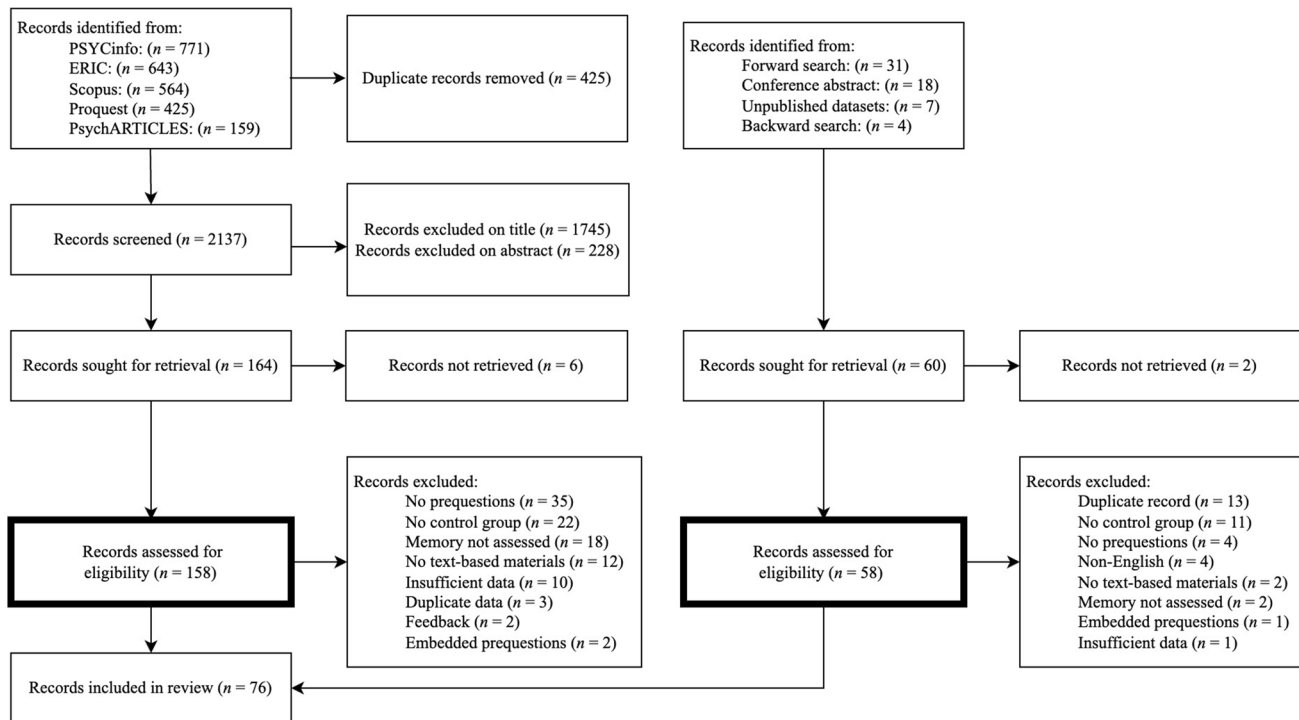 Records identified from:
PSYCinfo: (n = 771)
ERIC: (n = 643)
Scopus: (n = 564)
Proquest: (n = 425)
PsychARTICLES: (n = 159)
Duplicate records removed (n = 425)
Records identified from:
Forward search: (n = 31)
Conference abstract: (n = 18)
Unpublished datasets: (n = 7)
Backward search: (n = 4)
Records screened (n = 2137)
Records excluded on title (n = 1745)
Records excluded on abstract (n = 228)
Records sought for retrieval (n = 164)
Records not retrieved (n = 6)
Records sought for retrieval (n = 60)
Records not retrieved (n = 2)
Records assessed for
eligibility (n = 158)
Records excluded:
No prequestions (n = 35)
No control group (n = 22)
Memory not assessed (n = 18)
No text-based materials (n = 12)
Insufficient data (n = 10)
Duplicate data (n = 3)
Feedback (n = 2)
Embedded prequestions (n = 2)
Records assessed for
eligibility (n = 58)
Records excluded:
Duplicate record (n = 13)
No control group (n = 11)
No prequestions (n = 4)
Non-English (n = 4)
No text-based materials (n = 2)
Memory not assessed (n = 2)
Embedded prequestions (n = 1)
Insufficient data (n = 1)
Records included in review (n = 76)